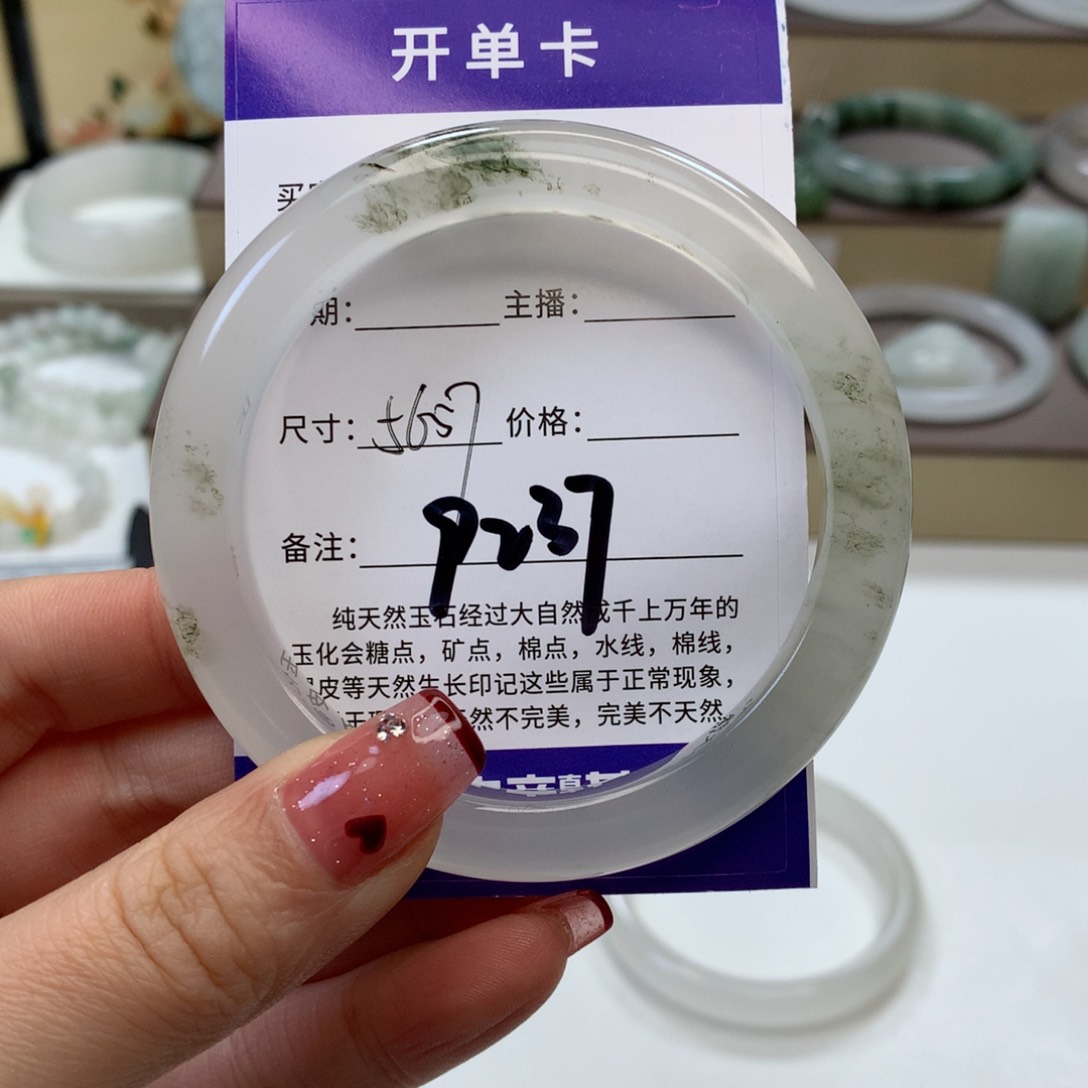 开单卡
买
期： 主播：
尺寸：5657 价格：
备注：9237
纯天然玉石经过大自然成千上万年的
玉化会糖点，矿点，棉点，水线，棉线，
皮等天然生长印记这些属于正常现象，
然不完美，完美不天然。